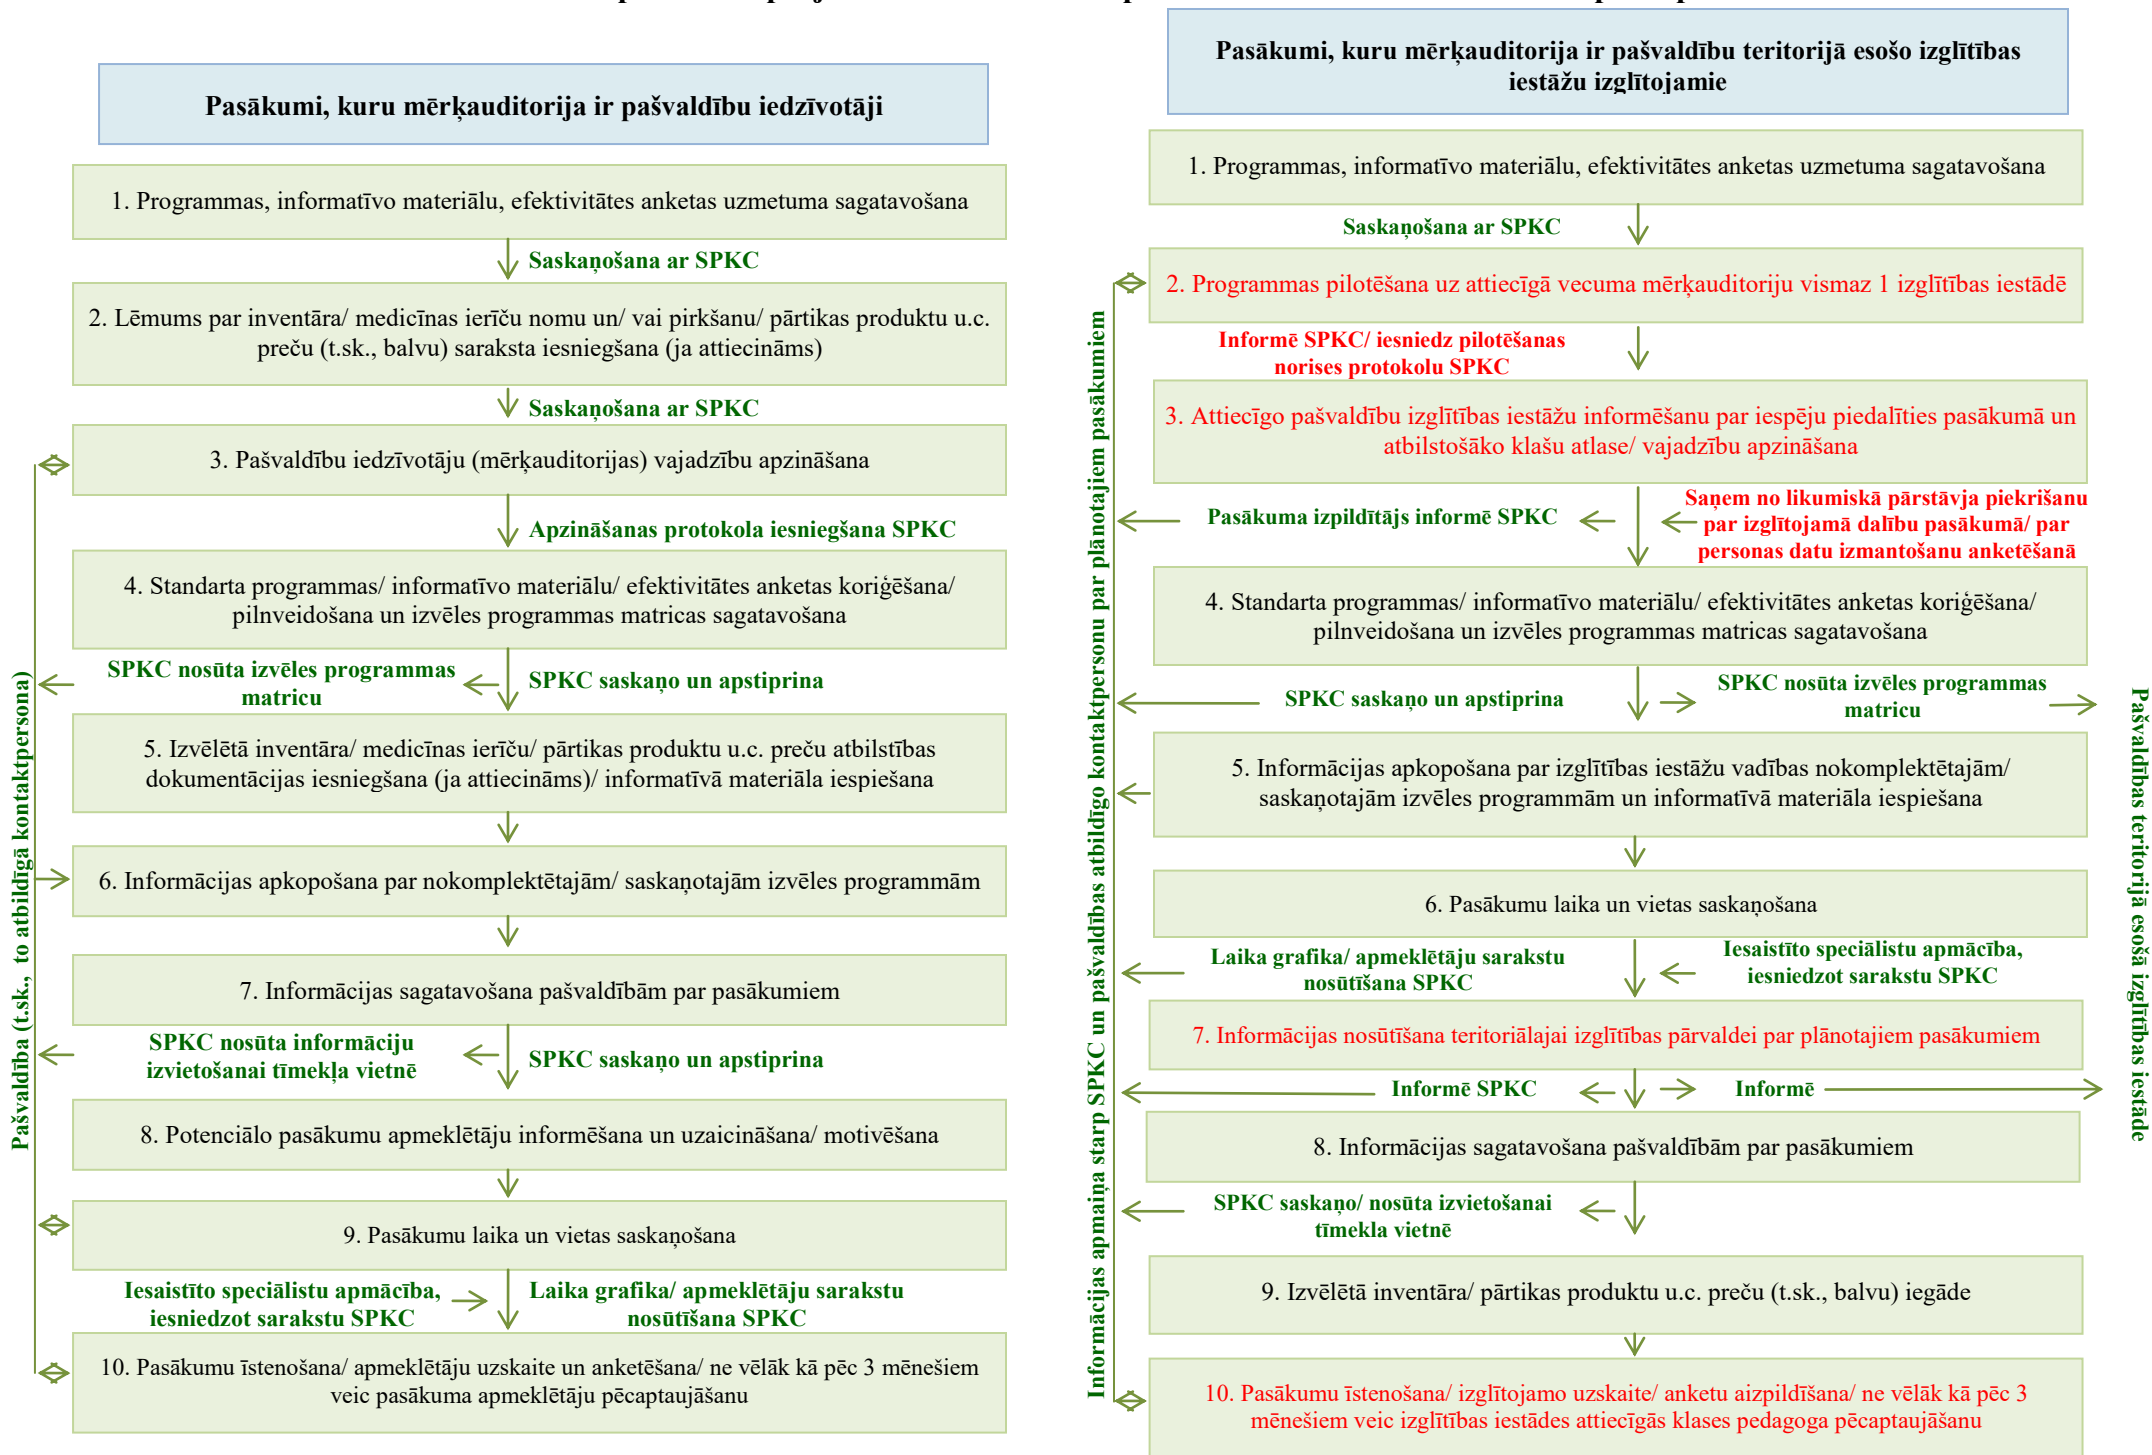 Pasākumi, kuru mērķauditorija ir pašvaldību iedzīvotāji
1. Programmas, informatīvo materiālu, efektivitātes anketas uzmetuma sagatavošana
Saskaņošana ar SPKC
2. Lēmums par inventāra/ medicīnas ierīču nomu un/ vai pirkšanu/ pārtikas produktu u.c.
preču (t.sk., balvu) saraksta iesniegšana (ja attiecināms)
Saskaņošana ar SPKC
3. Pašvaldību iedzīvotāju (mērķauditorijas) vajadzību apzināšana
Apzināšanas protokola iesniegšana SPKC
4. Standarta programmas/ informatīvo materiālu/ efektivitātes anketas koriģēšana/
pilnveidošana un izvēles programmas matricas sagatavošana
SPKC nosūta izvēles programmas
matricu
SPKC saskaņo un apstiprina
5. Izvēlētā inventāra/ medicīnas ierīču/ pārtikas produktu u.c. preču atbilstības
dokumentācijas iesniegšana (ja attiecināms)/ informatīvā materiāla iespiešana
6. Informācijas apkopošana par nokomplektētajām/ saskaņotajām izvēles programmām
7. Informācijas sagatavošana pašvaldībām par pasākumiem
SPKC nosūta informāciju
izvietošanai tīmekļa vietnē
SPKC saskaņo un apstiprina
8. Potenciālo pasākumu apmeklētāju informēšana un uzaicināšana/ motivēšana
9. Pasākumu laika un vietas saskaņošana
Iesaistīto speciālistu apmācība,
iesniedzot sarakstu SPKC
Laika grafika/ apmeklētāju sarakstu
nosūtīšana SPKC
10. Pasākumu īstenošana/ apmeklētāju uzskaite un anketēšana/ ne vēlāk kā pēc 3 mēnešiem
veic pasākuma apmeklētāju pēcaptaujāšanu
Pašvaldība (t.sk., to atbildīgā kontaktpersona)
Pasākumi, kuru mērķauditorija ir pašvaldību teritorijā esošo izglītības
iestāžu izglītojamie
1. Programmas, informatīvo materiālu, efektivitātes anketas uzmetuma sagatavošana
Saskaņošana ar SPKC
2. Programmas pilotēšana uz attiecīgā vecuma mērķauditoriju vismaz 1 izglītības iestādē
Informē SPKC/ iesniedz pilotēšanas
norises protokolu SPKC
3. Attiecīgo pašvaldību izglītības iestāžu informēšanu par iespēju piedalīties pasākumā un
atbilstošāko klašu atlase/ vajadzību apzināšana
Pasākuma izpildītājs informē SPKC
Saņem no likumiskā pārstāvja piekrišanu
par izglītojamā dalību pasākumā/ par
personas datu izmantošanu anketēšanā
4. Standarta programmas/ informatīvo materiālu/ efektivitātes anketas koriģēšana/
pilnveidošana un izvēles programmas matricas sagatavošana
SPKC saskaņo un apstiprina
SPKC nosūta izvēles programmas
matricu
5. Informācijas apkopošana par izglītības iestāžu vadības nokomplektētajām/
saskaņotajām izvēles programmām un informatīvā materiāla iespiešana
6. Pasākumu laika un vietas saskaņošana
Laika grafika/ apmeklētāju sarakstu
nosūtīšana SPKC
Iesaistīto speciālistu apmācība,
iesniedzot sarakstu SPKC
7. Informācijas nosūtīšana teritoriālajai izglītības pārvaldei par plānotajiem pasākumiem
Informē SPKC
Informē
8. Informācijas sagatavošana pašvaldībām par pasākumiem
SPKC saskaņo/ nosūta izvietošanai
tīmekla vietnē
9. Izvēlētā inventāra/ pārtikas produktu u.c. preču (t.sk., balvu) iegāde
10. Pasākumu īstenošana/ izglītojamo uzskaite/ anketu aizpildīšana/ ne vēlāk kā pēc 3
mēnešiem veic izglītības iestādes attiecīgās klases pedagoga pēcaptaujāšanu
Informācijas apmaiņa starp SPKC un pašvaldības atbildīgo kontaktpersonu par plānotajiem pasākumiem
Pašvaldības teritorijā esošā izglītības iestāde